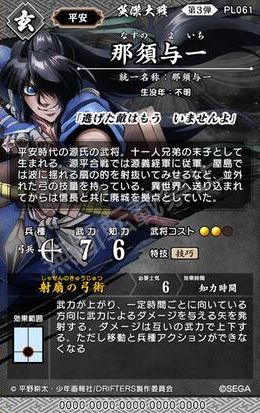 玄
平安
英傑大戦
第3弾
PL061
なすの よいち
那須与一
統一名称:那須与一
生没年:不明
「逃げた敵はもう いませんよ」
平安時代の源氏の武将。十一人兄弟の末子として
生まれる。源平合戦では源義経軍に従軍。屋島
では波に揺れる扇の的を射抜いてみせるなど、並外
れた弓の技量を持っている。異世界へ送り込まれ
てからは信長と共に廃城を拠点としていた。
兵種 武力 知力 武将コスト
弓兵 7 6
特技 技巧
しゃせんのきゅうじゅつ
射扇の弓術
必要士気 6
効果時間 知力時間
効果範囲
武力が上がり、一定時間ごとに向いている
方向に武力によるダメージを与える矢を発
射する。ダメージは互いの武力で上下す
る。ただし移動と兵種アクションができな
くなる
© 平野耕太・少年画報社/DRIFTERS製作委員会
©SEGA
0000-0000-0000-0000-0000